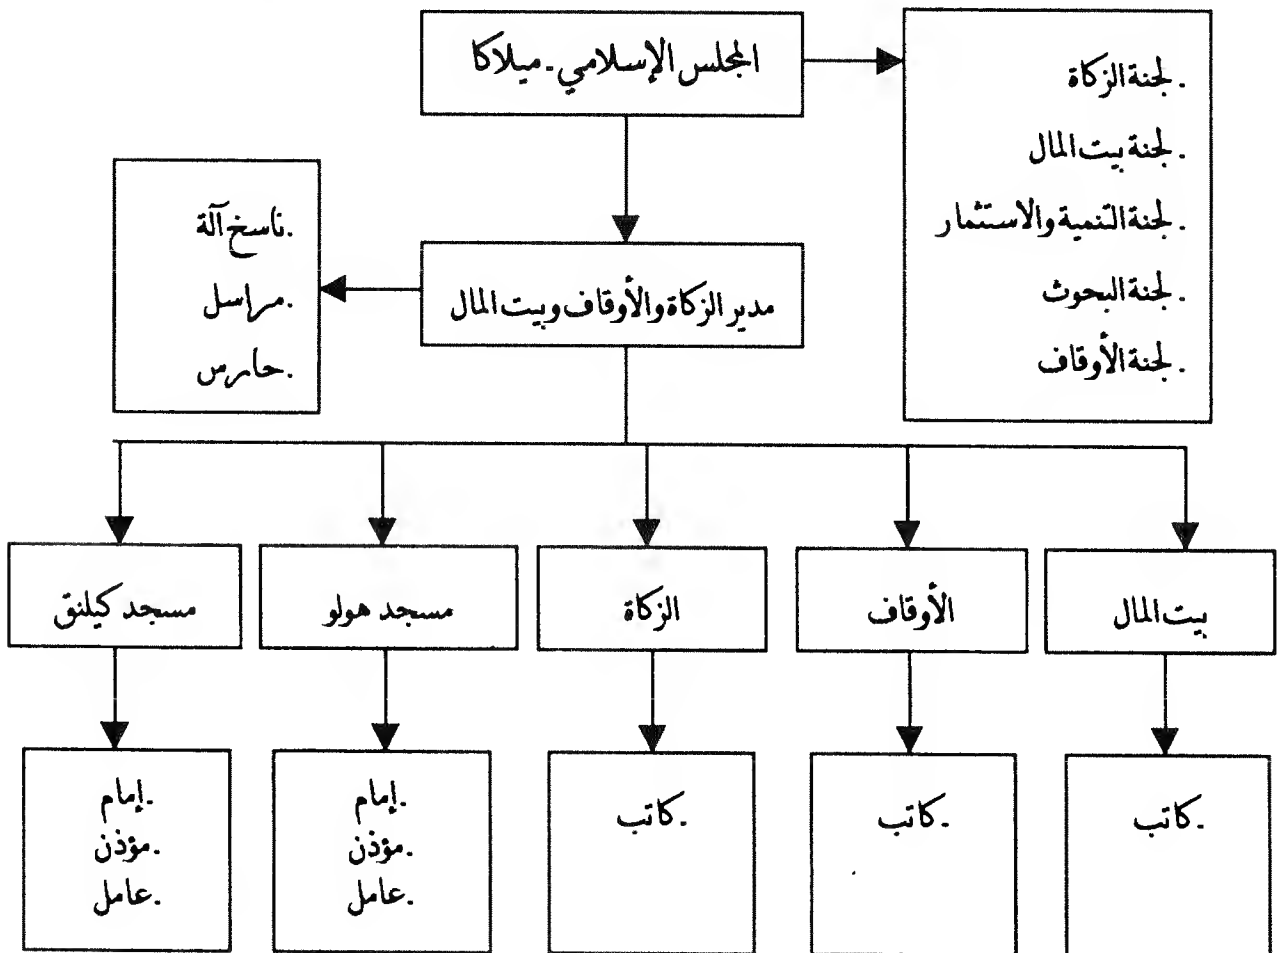 المجلس الإسلامي - ميلاكا
. لجنة الزكاة
. لجنة بيت المال
. لجنة التنمية والاستثمار
. لجنة البحوث
. لجنة الأوقاف
مدير الزكاة والأوقاف وبيت المال
. ناسخ آلة
. مراسل
. حارس
بيت المال
الأوقاف
الزكاة
مسجد هولو
مسجد كيلنق
. كاتب
. كاتب
. كاتب
. إمام
. مؤذن
. عامل
. إمام
. مؤذن
. عامل